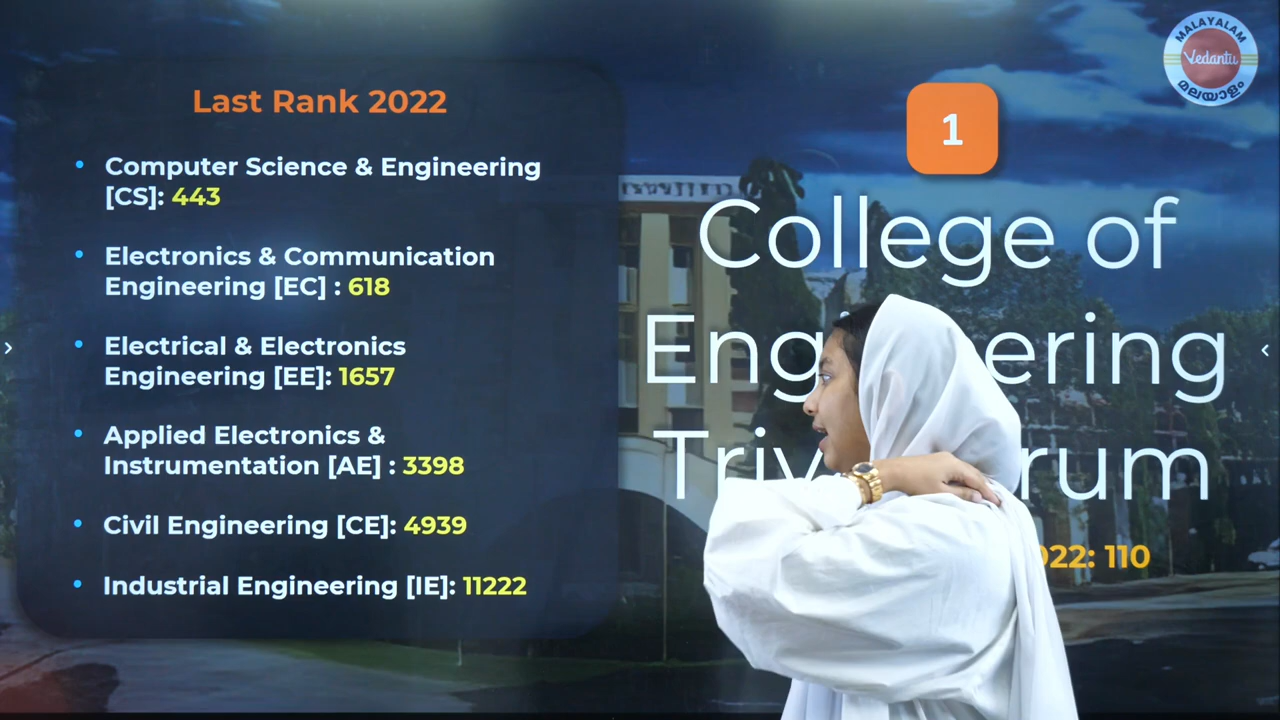 Last Rank 2022
• Computer Science & Engineering
[CS]: 443
• Electronics & Communication
Engineering [EC] : 618
• Electrical & Electronics
Engineering [EE]: 1657
• Applied Electronics &
Instrumentation [AE] : 3398
• Civil Engineering [CE]: 4939
• Industrial Engineering [IE]: 11222
MALAYALAM
Vedantu
മലയാളം
1
College of
110